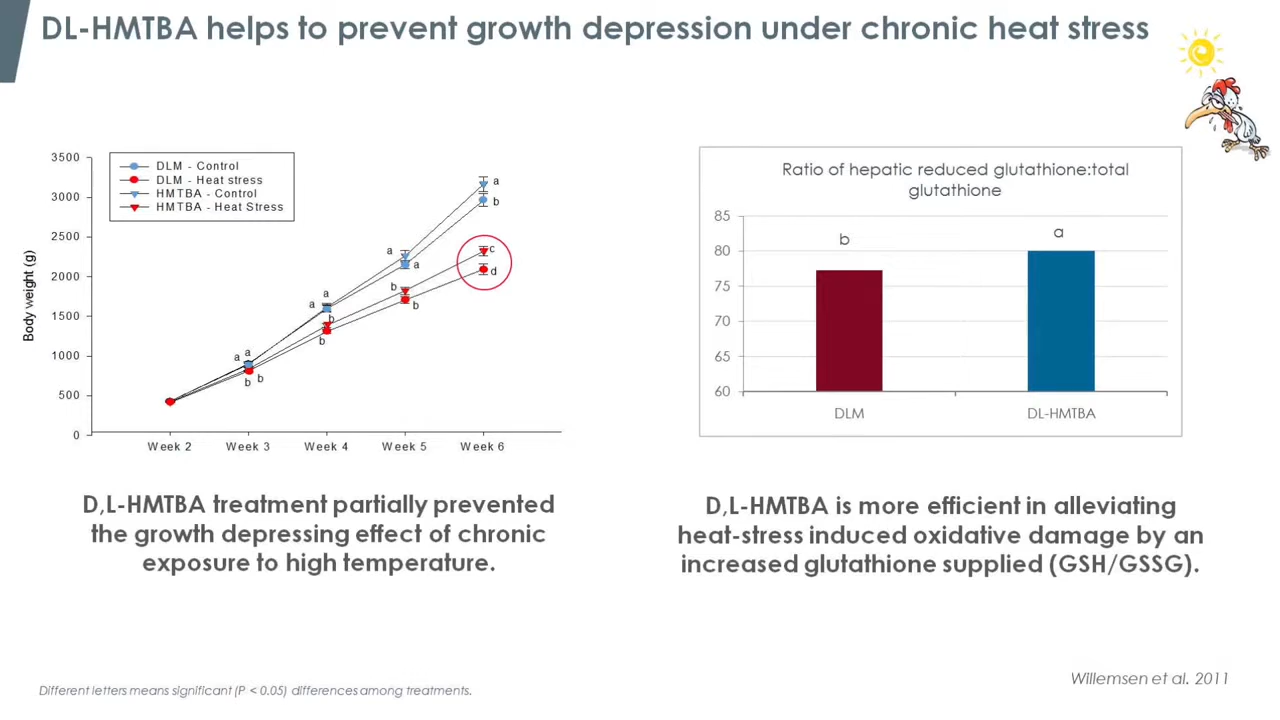 DL-HMTBA helps to prevent growth depression under chronic heat stress
3500
3000
2500
2000
1500
1000
500
0
Body weight (g)
DLM - Control
DLM - Heat stress
HMTBA - Control
HMTBA - Heat Stress
a
b
c
d
a
a
b
b
a
a
b
b
a a
b b
Week 2 Week 3 Week 4 Week 5 Week 6
Ratio of hepatic reduced glutathione:total
glutathione
85
80
75
70
65
60
b
a
DLM DL-HMTBA
D,L-HMTBA treatment partially prevented
the growth depressing effect of chronic
exposure to high temperature.
D,L-HMTBA is more efficient in alleviating
heat-stress induced oxidative damage by an
increased glutathione supplied (GSH/GSSG).
Willemsen et al. 2011
Different letters means significant (P < 0.05) differences among treatments.